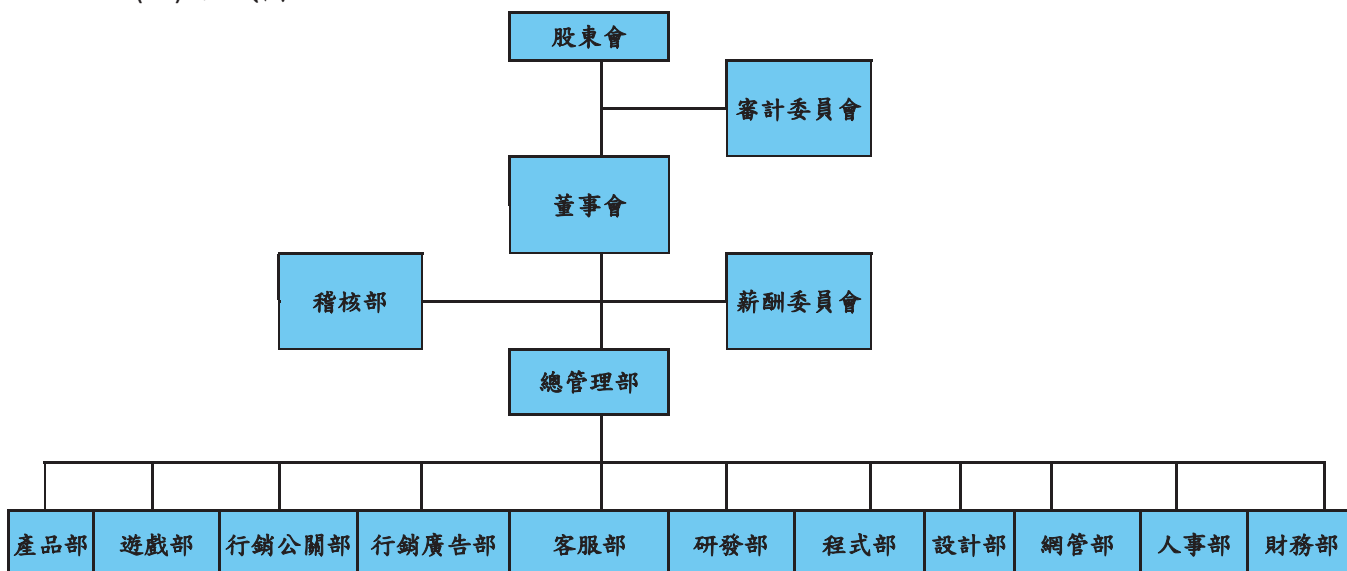 股東會
審計委員會
董事會
稽核部
薪酬委員會
總管理部
產品部
遊戲部
行銷公關部
行銷廣告部
客服部
研發部
程式部
設計部
網管部
人事部
財務部